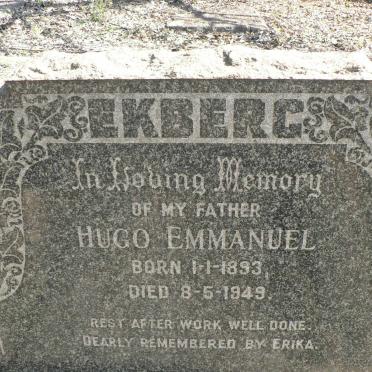 EKBERG
In Loving Memory
OF MY FATHER
HUGO EMMANUEL
BORN 1-1-1893
DIED 8-5-1949.
REST AFTER WORK WELL DONE.
DEARLY REMEMBERED BY ERIKA.